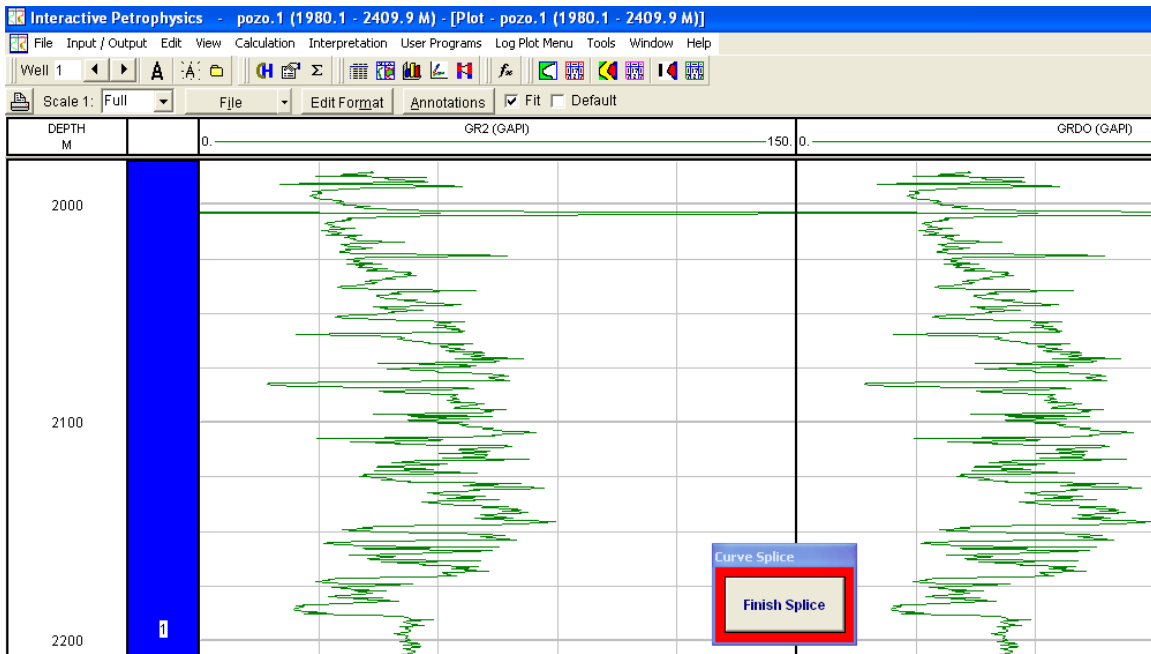 Interactive Petrophysics - pozo.1 (1980.1 - 2409.9 M) - [Plot - pozo.1 (1980.1 - 2409.9 M)]
File Input / Output Edit View Calculation Interpretation User Programs Log Plot Menu Tools Window Help
Well 1
Scale 1: Full File Edit Format Annotations Fit Default
DEPTH GR2 (GAPI) GRDO (GAPI)
M 0. 150. 0.
2000
2100
Curve Splice
Finish Splice
1
2200